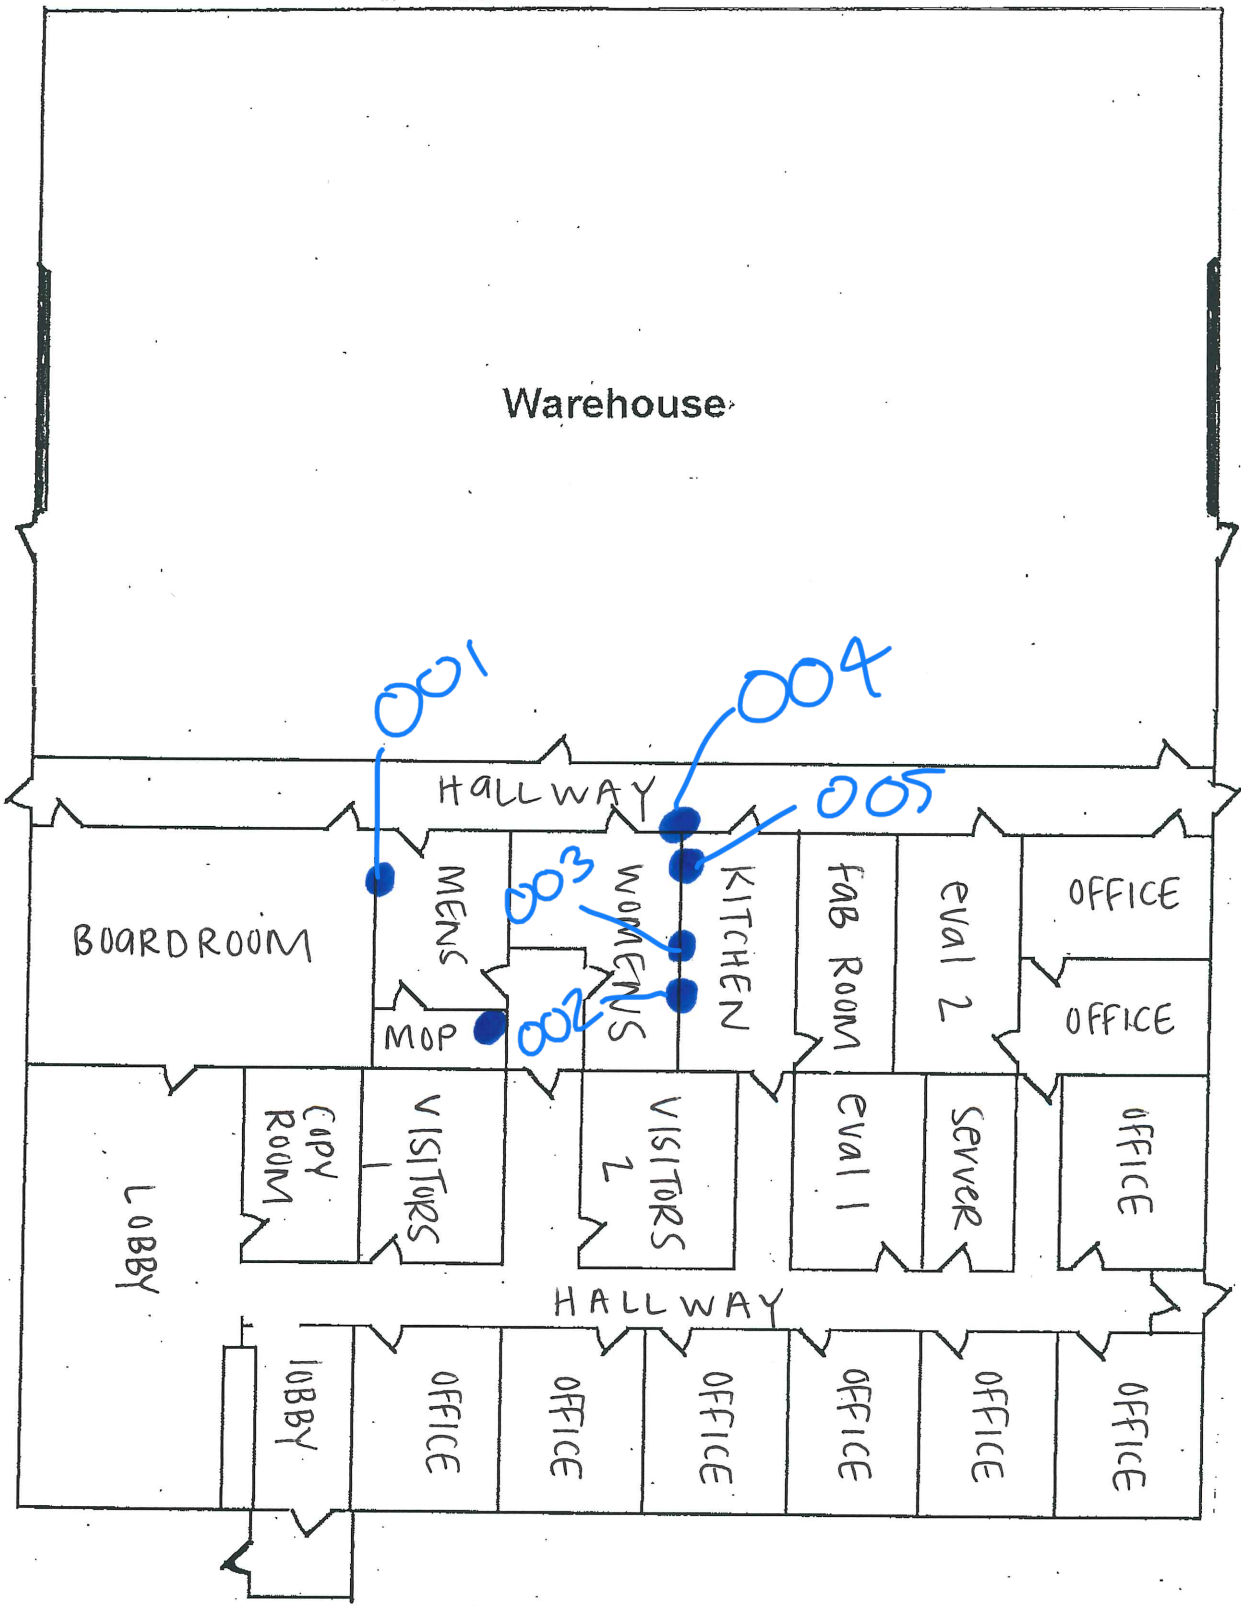 Warehouse
001
004
HALLWAY
005
BOARDROOM
MENS
003
WOMENS
KITCHEN
FAB ROOM
eval 2
OFFICE
OFFICE
MOP
002
LOBBY
COPY
ROOM
VISITORS
1
VISITORS
2
eval 1
server
OFFICE
HALLWAY
lOBBY
OFFICE
OFFICE
OFFICE
OFFICE
OFFICE
OFFICE